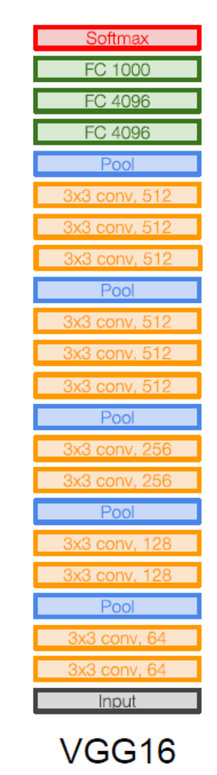 Softmax
FC 1000
FC 4096
FC 4096
Pool
3x3 conv, 512
3x3 conv, 512
3x3 conv, 512
Pool
3x3 conv, 512
3x3 conv, 512
3x3 conv, 512
Pool
3x3 conv, 256
3x3 conv, 256
Pool
3x3 conv, 128
3x3 conv, 128
Pool
3x3 conv, 64
3x3 conv, 64
Input
VGG16